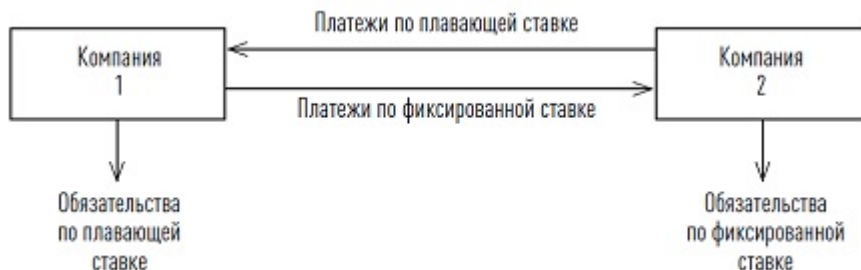 Платежи по плавающей ставке
Компания
1
Компания
2
Платежи по фиксированной ставке
Обязательства
по плавающей
ставке
Обязательства
по фиксированной
ставке